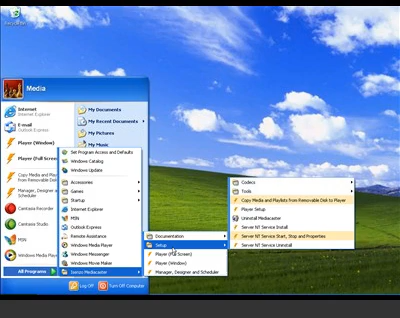 Recycle Bin
Media
Internet
Internet Explorer
E-mail
Outlook Express
Player (Window)
Player (Full Screen)
Copy Media and Playlists
from Removable Disk to Player
Manager, Designer and
Scheduler
Camtasia Recorder
Camtasia Studio
MSN
Windows Media Player
All Programs
My Documents
My Recent Documents
My Pictures
My Music
Set Program Access and Defaults
Windows Catalog
Windows Update
Accessories
Games
Startup
Internet Explorer
MSN
Outlook Express
Remote Assistance
Windows Media Player
Windows Messenger
Windows Movie Maker
Mediacaster
Documentation
Setup
Player (Full Screen)
Player (Window)
Manager, Designer and Scheduler
Codecs
Tools
Copy Media and Playlists from Removable Disk to Player
Player Setup
Uninstall Mediacaster
Server NT Service Install
Server NT Service Start, Stop and Properties
Server NT Service Uninstall
Log Off
Turn Off Computer